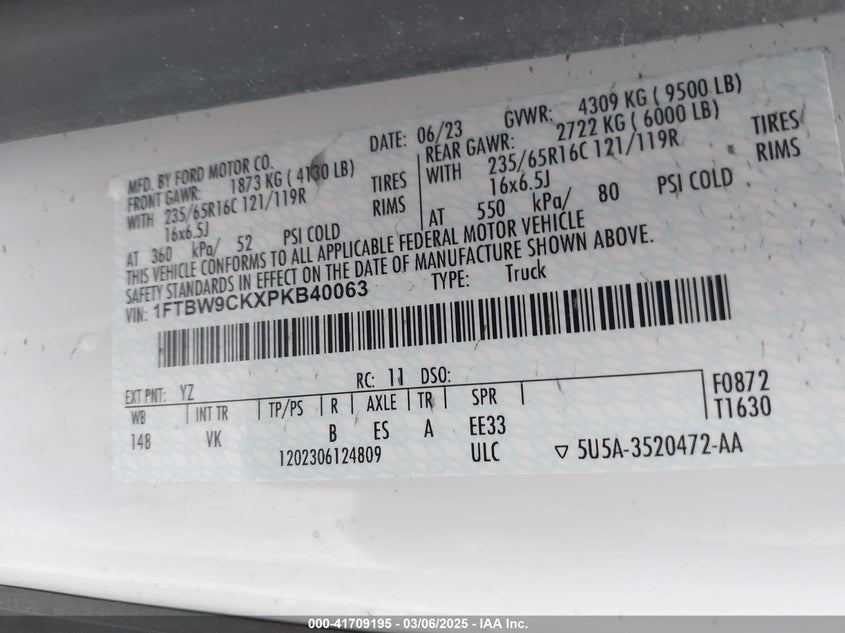 MFD. BY FORD MOTOR CO.
DATE: 06/23
GVWR: 4309 KG ( 9500 LB)
FRONT GAWR: 1873 KG ( 4130 LB)
REAR GAWR: 2722 KG ( 6000 LB)
WITH 235/65R16C 121/119R TIRES
WITH 235/65R16C 121/119R TIRES
16x6.5J RIMS
16x6.5J RIMS
AT 360 kPa/ 52 PSI COLD
AT 550 kPa/ 80 PSI COLD
THIS VEHICLE CONFORMS TO ALL APPLICABLE FEDERAL MOTOR VEHICLE
SAFETY STANDARDS IN EFFECT ON THE DATE OF MANUFACTURE SHOWN ABOVE.
VIN: 1FTBW9CKXPKB40063
TYPE: Truck
EXT PNT: YZ RC: 11 DSO:
WB INT TR TP/PS R AXLE TR SPR
148 VK B ES A EE33
1202306124809 ULC
F0872
T1630
▽ 5U5A-3520472-AA
000-41709195 - 03/06/2025 - IAA Inc.